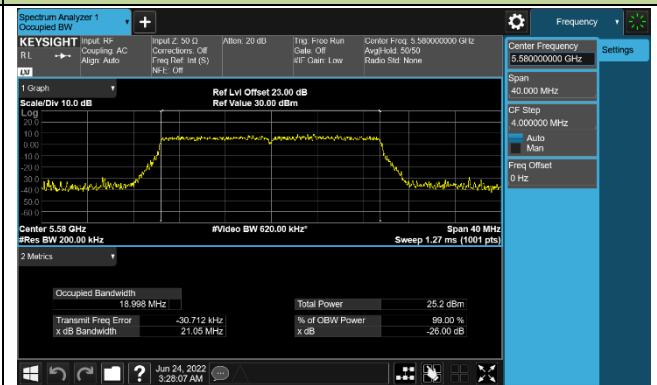 Spectrum Analyzer 1
Occupied BW
+
Frequency
KEYSIGHT
RL
LXI
Input: RF
Coupling: AC
Align: Auto
Input Z: 50 Ω
Corrections: Off
Freq Ref: Int (S)
NFE: Off
Atten: 20 dB
Trig: Free Run
Gate: Off
#IF Gain: Low
Center Freq: 5.580000000 GHz
Avg|Hold: 50/50
Radio Std: None
Center Frequency
5.580000000 GHz
Settings
Span
40.000 MHz
CF Step
4.000000 MHz
Auto
Man
Freq Offset
0 Hz
1 Graph
Scale/Div 10.0 dB
Ref Lvl Offset 23.00 dB
Ref Value 30.00 dBm
Log
20.0
10.0
0.00
-10.0
-20.0
-30.0
-40.0
-50.0
-60.0
Center 5.58 GHz
#Res BW 200.00 kHz
#Video BW 620.00 kHz*
Span 40 MHz
Sweep 1.27 ms (1001 pts)
2 Metrics
Occupied Bandwidth
18.998 MHz
Total Power
25.2 dBm
Transmit Freq Error
-30.712 kHz
% of OBW Power
99.00 %
x dB Bandwidth
21.05 MHz
x dB
-26.00 dB
?
Jun 24, 2022
3:28:07 AM